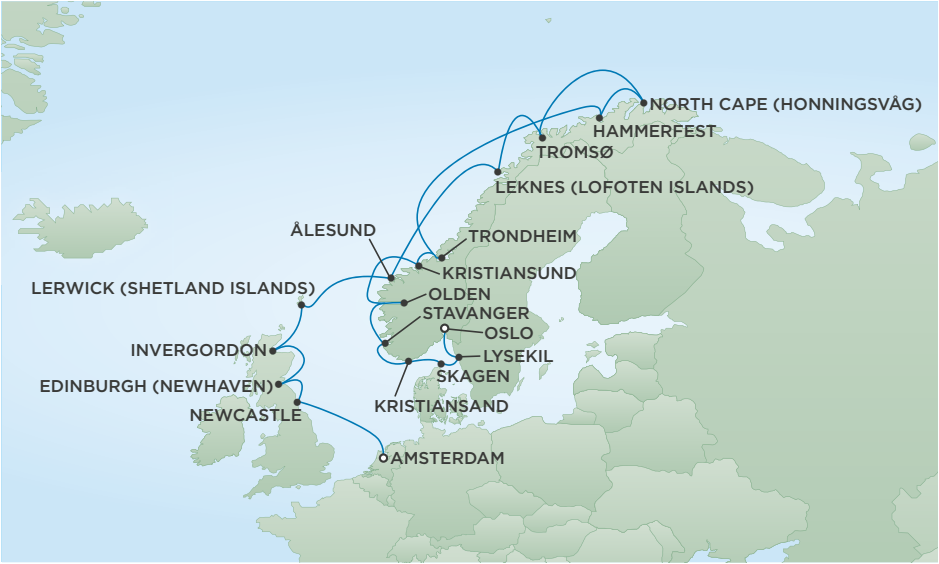 NORTH CAPE (HONNINGSVÅG)
HAMMERFEST
TROMSØ
LEKNES (LOFOTEN ISLANDS)
ÅLESUND
TRONDHEIM
KRISTIANSUND
LERWICK (SHETLAND ISLANDS)
OLDEN
STAVANGER
OSLO
INVERGORDON
LYSEKIL
SKAGEN
EDINBURGH (NEWHAVEN)
KRISTIANSAND
NEWCASTLE
AMSTERDAM